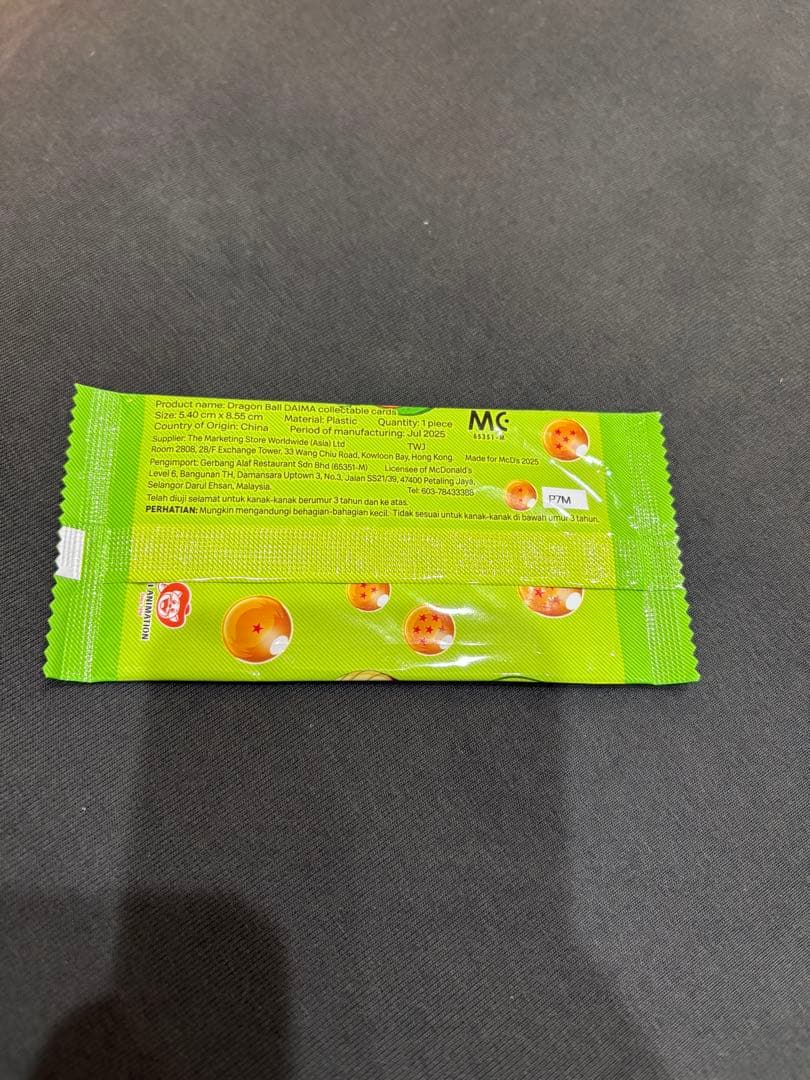 Product name: Dragon Ball DAIMA collectable cards
Size: 5.40 cm x 8.55 cm Material: Plastic Quantity: 1 piece
Country of Origin: China Period of manufacturing: Jul 2025
Supplier: The Marketing Store Worldwide (Asia) Ltd TWJ
Room 2808, 28/F Exchange Tower, 33 Wang Chiu Road, Kowloon Bay, Hong Kong. Made for McD's 2025
Pengimport: Gerbang Alaf Restaurant Sdn Bhd (65351-M) Licensee of McDonald's
Level 6, Bangunan TH, Damansara Uptown 3, No.3, Jalan SS21/39, 47400 Petaling Jaya,
Selangor Darul Ehsan, Malaysia. Tel: 603-78433388
Telah diuji selamat untuk kanak-kanak berumur 3 tahun dan ke atas.
PERHATIAN: Mungkin mengandungi behagian-bahagian kecil. Tidak sesuai untuk kanak-kanak di bawah umur 3 tahun.
MC
65351-M
P7M
ANIMATION